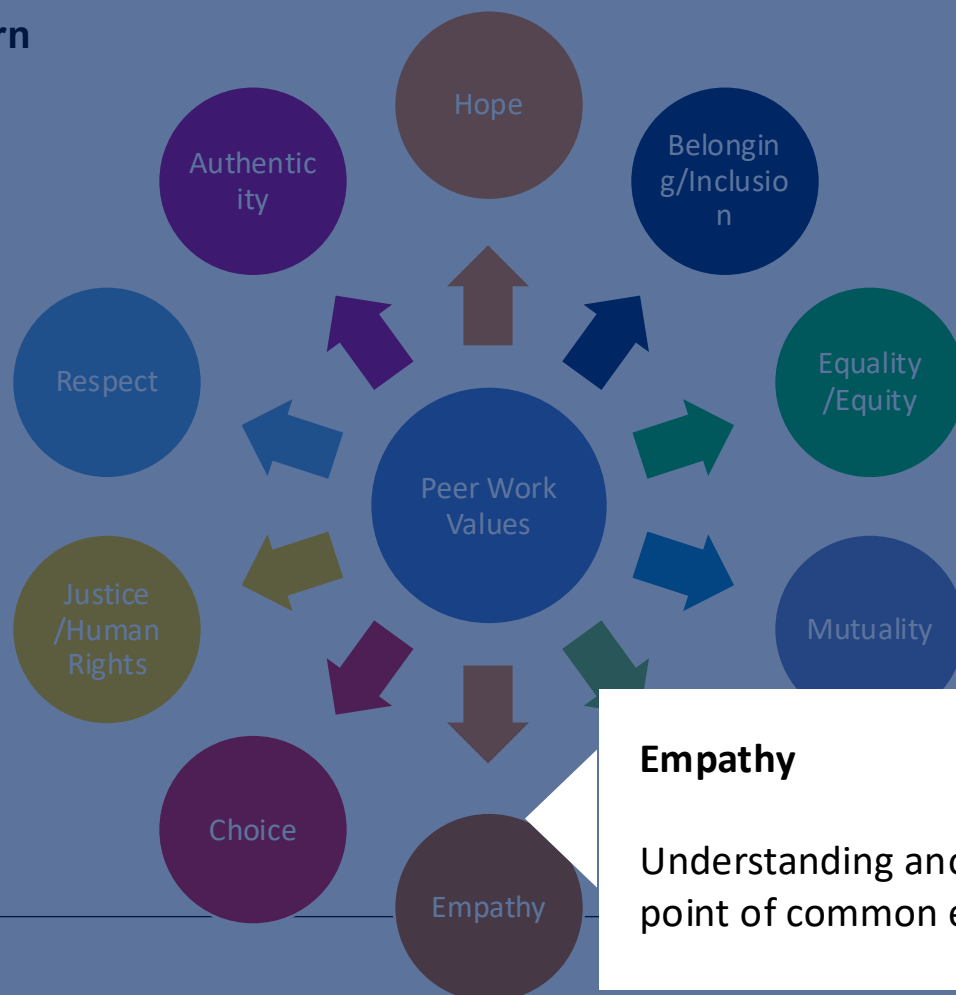 rn
Hope
Authentic
ity
Belongin
g/Inclusio
n
Respect
Equality
/Equity
Peer Work
Values
Justice
/Human
Rights
Mutuality
Choice
Empathy
Empathy
Understanding
point of common